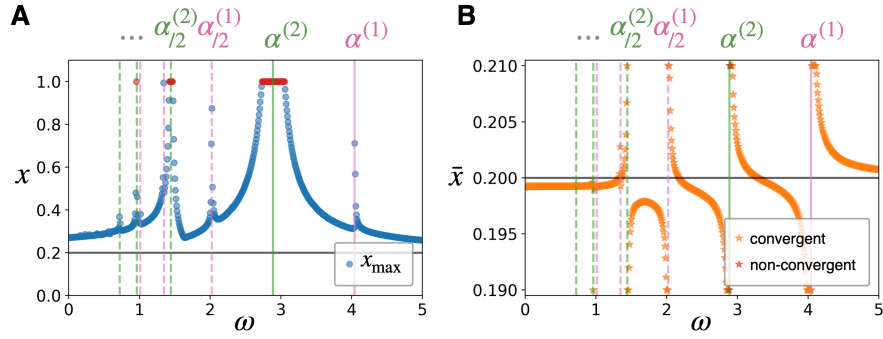 A
... α/2^(2) α/2^(1) α^(2) α^(1)
x
1.0
0.8
0.6
0.4
0.2
0.0
x_max
0 1 2 3 4 5
ω
B
... α/2^(2) α/2^(1) α^(2) α^(1)
x̄
0.210
0.205
0.200
0.195
0.190
convergent
non-convergent
0 1 2 3 4 5
ω